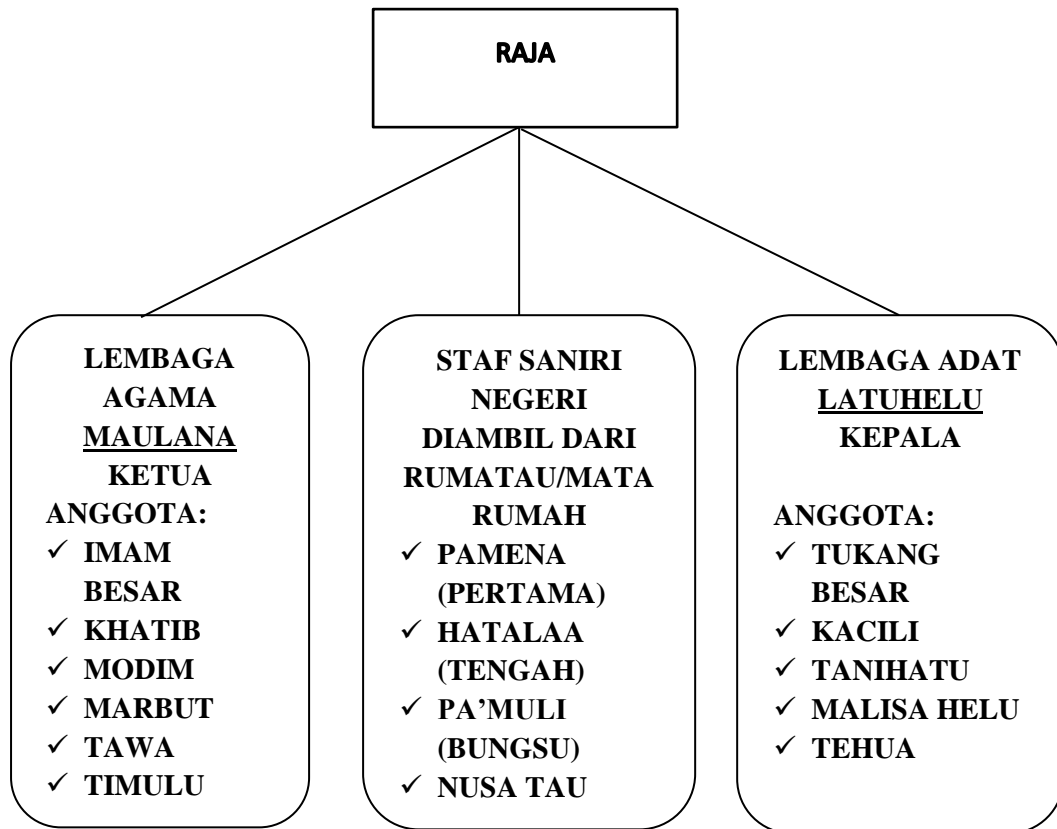 RAJA
LEMBAGA
AGAMA
MAULANA
KETUA
ANGGOTA:
✓ IMAM
BESAR
✓ KHATIB
✓ MODIM
✓ MARBUT
✓ TAWA
✓ TIMULU
STAF SANIRI
NEGERI
DIAMBIL DARI
RUMATAU/MATA
RUMAH
✓ PAMENA
(PERTAMA)
✓ HATALAA
(TENGAH)
✓ PA’MULI
(BUNGSU)
✓ NUSA TAU
LEMBAGA ADAT
LATUHELU
KEPALA
ANGGOTA:
✓ TUKANG
BESAR
✓ KACILI
✓ TANIHATU
✓ MALISA HELU
✓ TEHUA